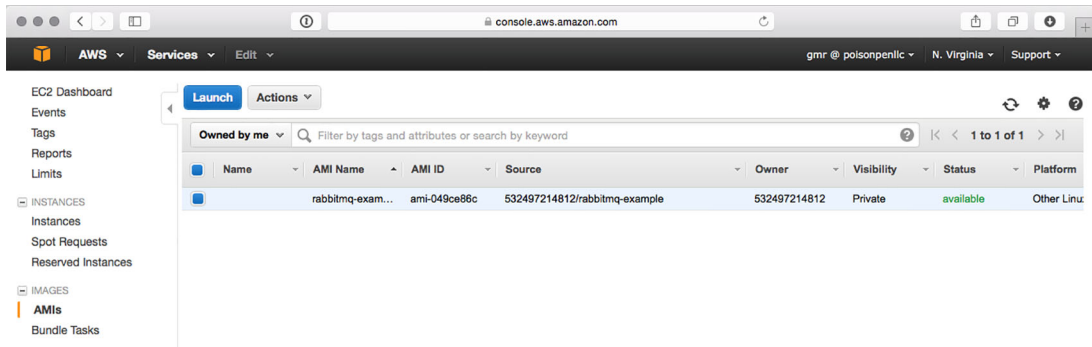 console.aws.amazon.com
AWS Services Edit gmr @ poisonpenllc N. Virginia Support
EC2 Dashboard
Events
Tags
Reports
Limits
INSTANCES
Instances
Spot Requests
Reserved Instances
IMAGES
AMIs
Bundle Tasks
Launch Actions
Owned by me Filter by tags and attributes or search by keyword 1 to 1 of 1
Name AMI Name AMI ID Source Owner Visibility Status Platform
rabbitmq-exam... ami-049ce86c 532497214812/rabbitmq-example 532497214812 Private available Other Linu